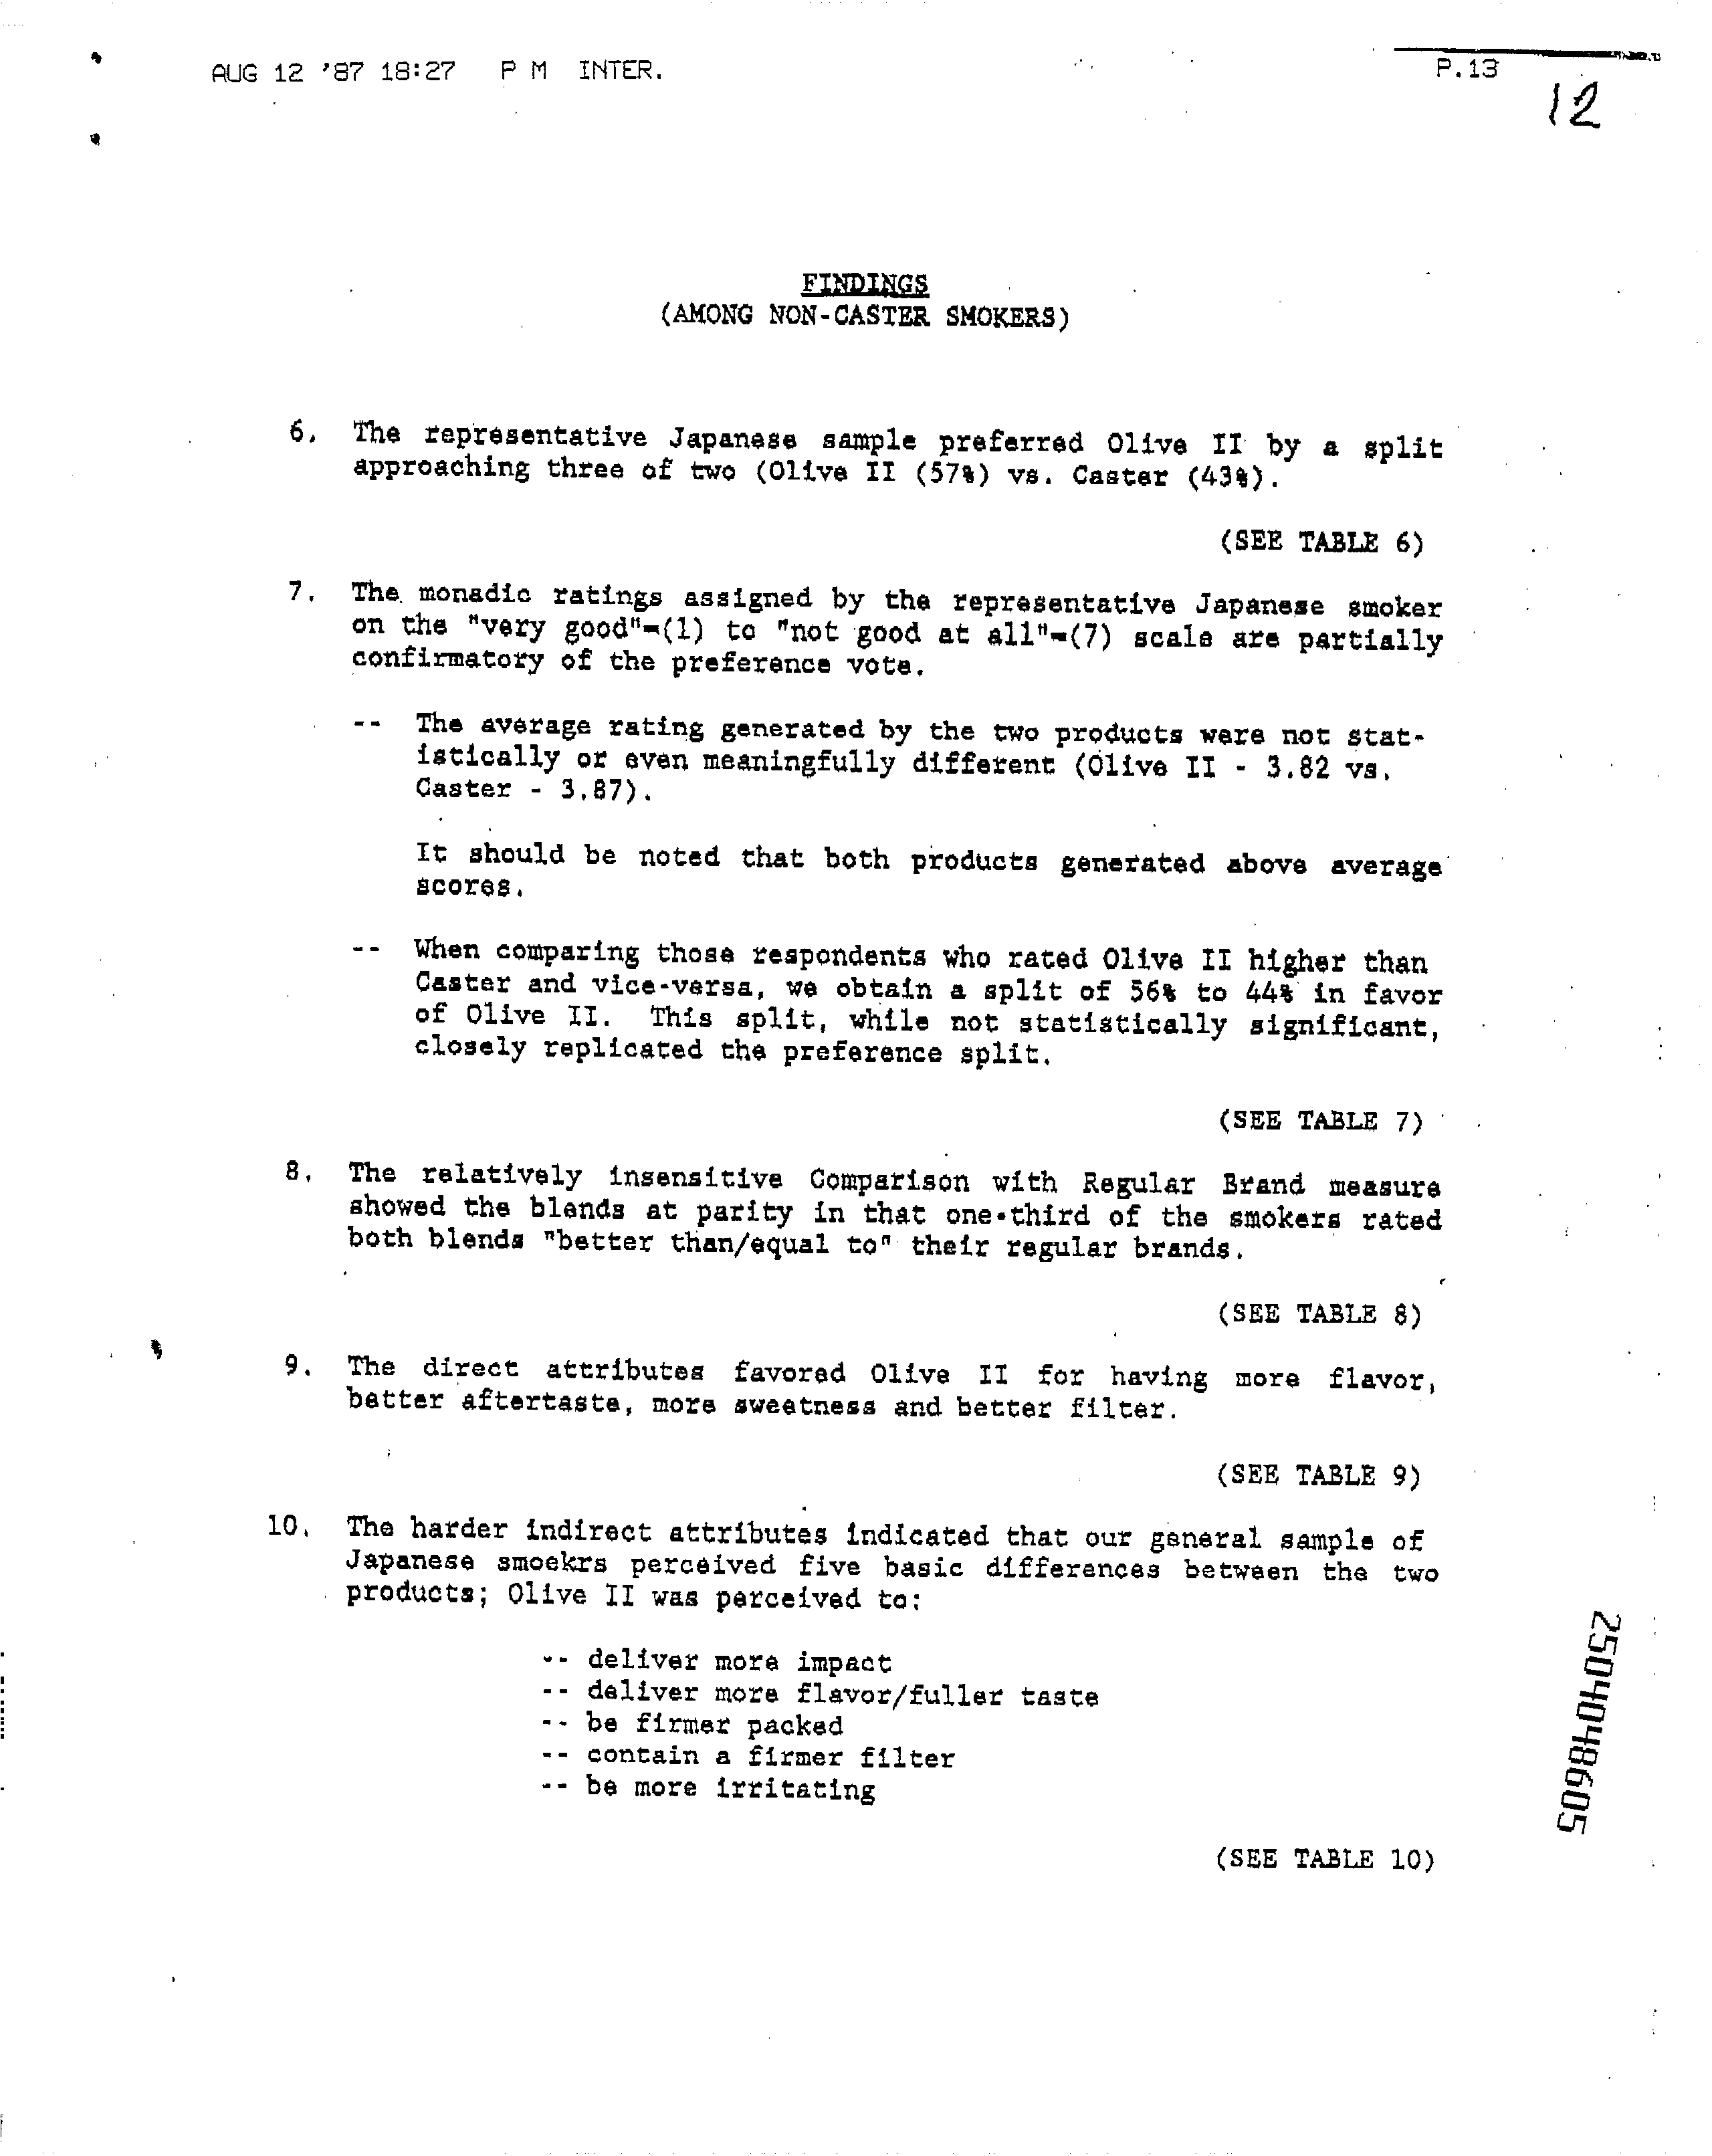 AUG 12 '87 18:27 P M INTER. P.13
12
FINDINGS
(AMONG NON-CASTER SMOKERS)
6. The representative Japanese sample preferred Olive II by a split
approaching three of two (Olive II (57%) vs. Caster (43%).
(SEE TABLE 6)
7. The monadic ratings assigned by the representative Japanese smoker
on the "very good"=(1) to "not good at all"=(7) scale are partially
confirmatory of the preference vote.
-- The average rating generated by the two products were not stat-
istically or even meaningfully different (Olive II - 3.82 vs.
Caster - 3.87).
It should be noted that both products generated above average
scores.
-- When comparing those respondents who rated Olive II higher than
Caster and vice-versa, we obtain a split of 56% to 44% in favor
of Olive II. This split, while not statistically significant,
closely replicated the preference split.
(SEE TABLE 7)
8. The relatively insensitive Comparison with Regular Brand measure
showed the blends at parity in that one-third of the smokers rated
both blends "better than/equal to" their regular brands.
(SEE TABLE 8)
9. The direct attributes favored Olive II for having more flavor,
better aftertaste, more sweetness and better filter.
(SEE TABLE 9)
10. The harder indirect attributes indicated that our general sample of
Japanese smoekrs perceived five basic differences between the two
products; Olive II was perceived to:
-- deliver more impact
-- deliver more flavor/fuller taste
-- be firmer packed
-- contain a firmer filter
-- be more irritating
(SEE TABLE 10)
2504048605